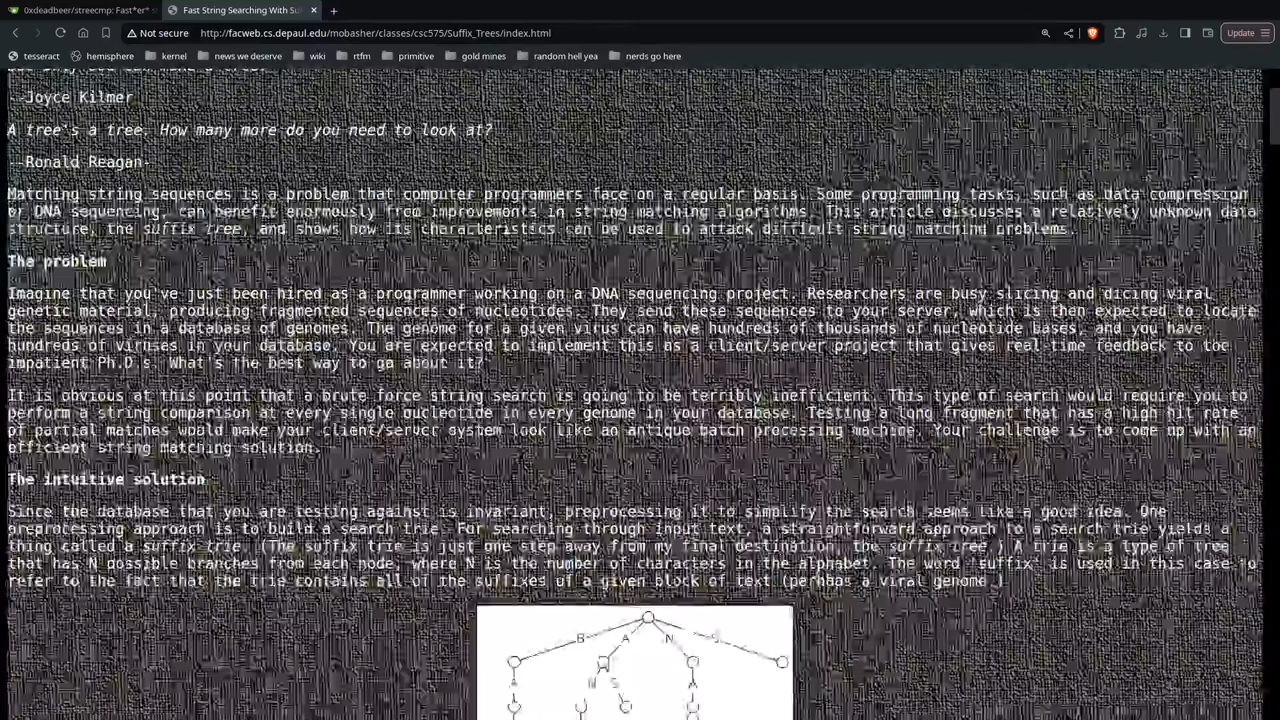 0xdeadbeer/streecmp: Fast*er* s
Fast String Searching With Suf
Not secure
http://facweb.cs.depaul.edu/mobasher/classes/csc575/Suffix_Trees/index.html
Update
tesseract hemisphere kernel news we deserve wiki rtfm primitive gold mines random hell yea nerds go here
--Joyce Kilmer
A tree's a tree. How many more do you need to look at?
--Ronald Reagan-
Matching string sequences is a problem that computer programmers face on a regular basis. Some programming tasks, such as data compression
or DNA sequencing, can benefit enormously from improvements in string matching algorithms. This article discusses a relatively unknown data
structure, the suffix tree, and shows how its characteristics can be used to attack difficult string matching problems.
The problem
Imagine that you've just been hired as a programmer working on a DNA sequencing project. Researchers are busy slicing and dicing viral
genetic material, producing fragmented sequences of nucleotides. They send these sequences to your server, which is then expected to locate
the sequences in a database of genomes. The genome for a given virus can have hundreds of thousands of nucleotide bases, and you have
hundreds of viruses in your database. You are expected to implement this as a client/server project that gives real-time feedback to the
impatient Ph.D.s. What's the best way to go about it?
It is obvious at this point that a brute force string search is going to be terribly inefficient. This type of search would require you to
perform a string comparison at every single nucleotide in every genome in your database. Testing a long fragment that has a high hit rate
of partial matches would make your client/server system look like an antique batch processing machine. Your challenge is to come up with an
efficient string matching solution.
The intuitive solution
Since the database that you are testing against is invariant, preprocessing it to simplify the search seems like a good idea. One
preprocessing approach is to build a search trie. For searching through input text, a straightforward approach to a search trie yields a
thing called a suffix trie. (The suffix trie is just one step away from my final destination, the suffix tree.) A trie is a type of tree
that has N possible branches from each node, where N is the number of characters in the alphabet. The word 'suffix' is used in this case to
refer to the fact that the trie contains all of the suffixes of a given block of text (perhaps a viral genome.)
B A N S
A N S A